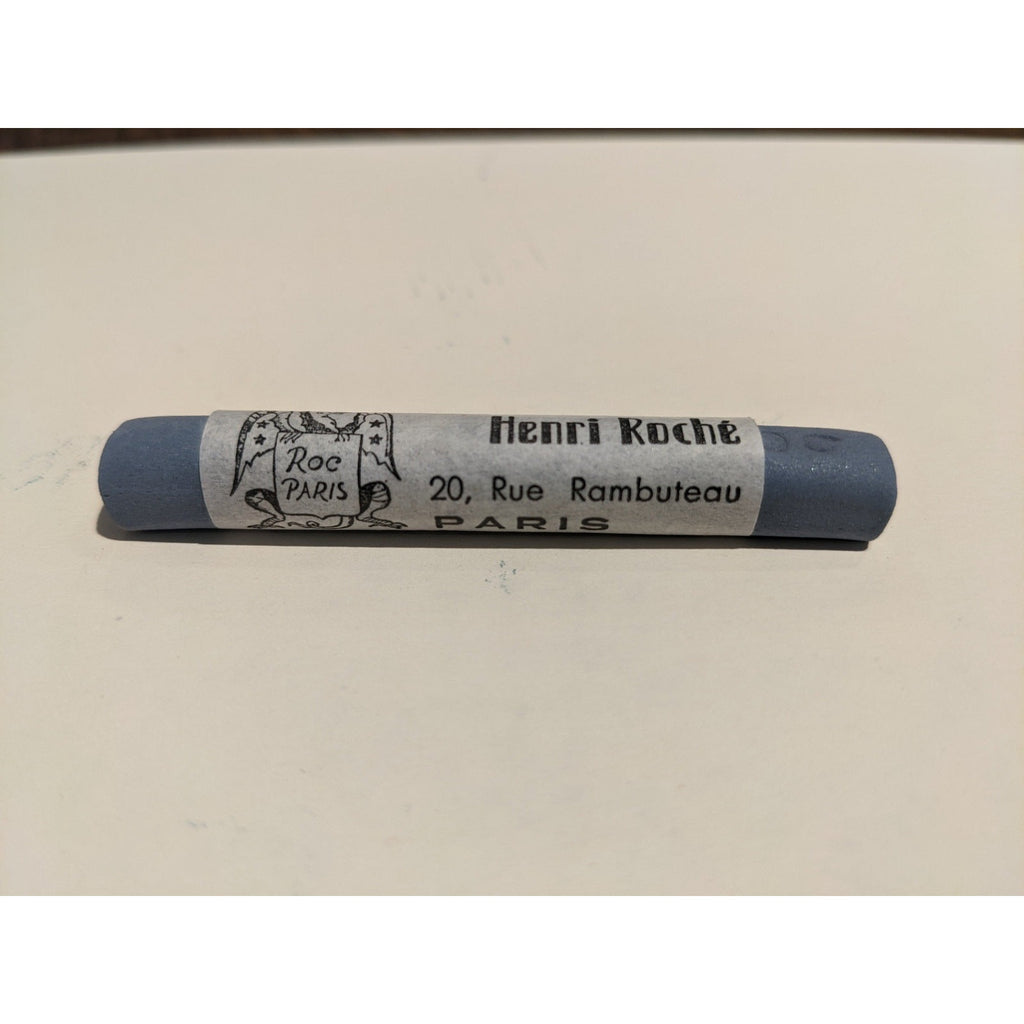 Roc
PARIS
Henri Roché
20, Rue Rambuteau
PARIS